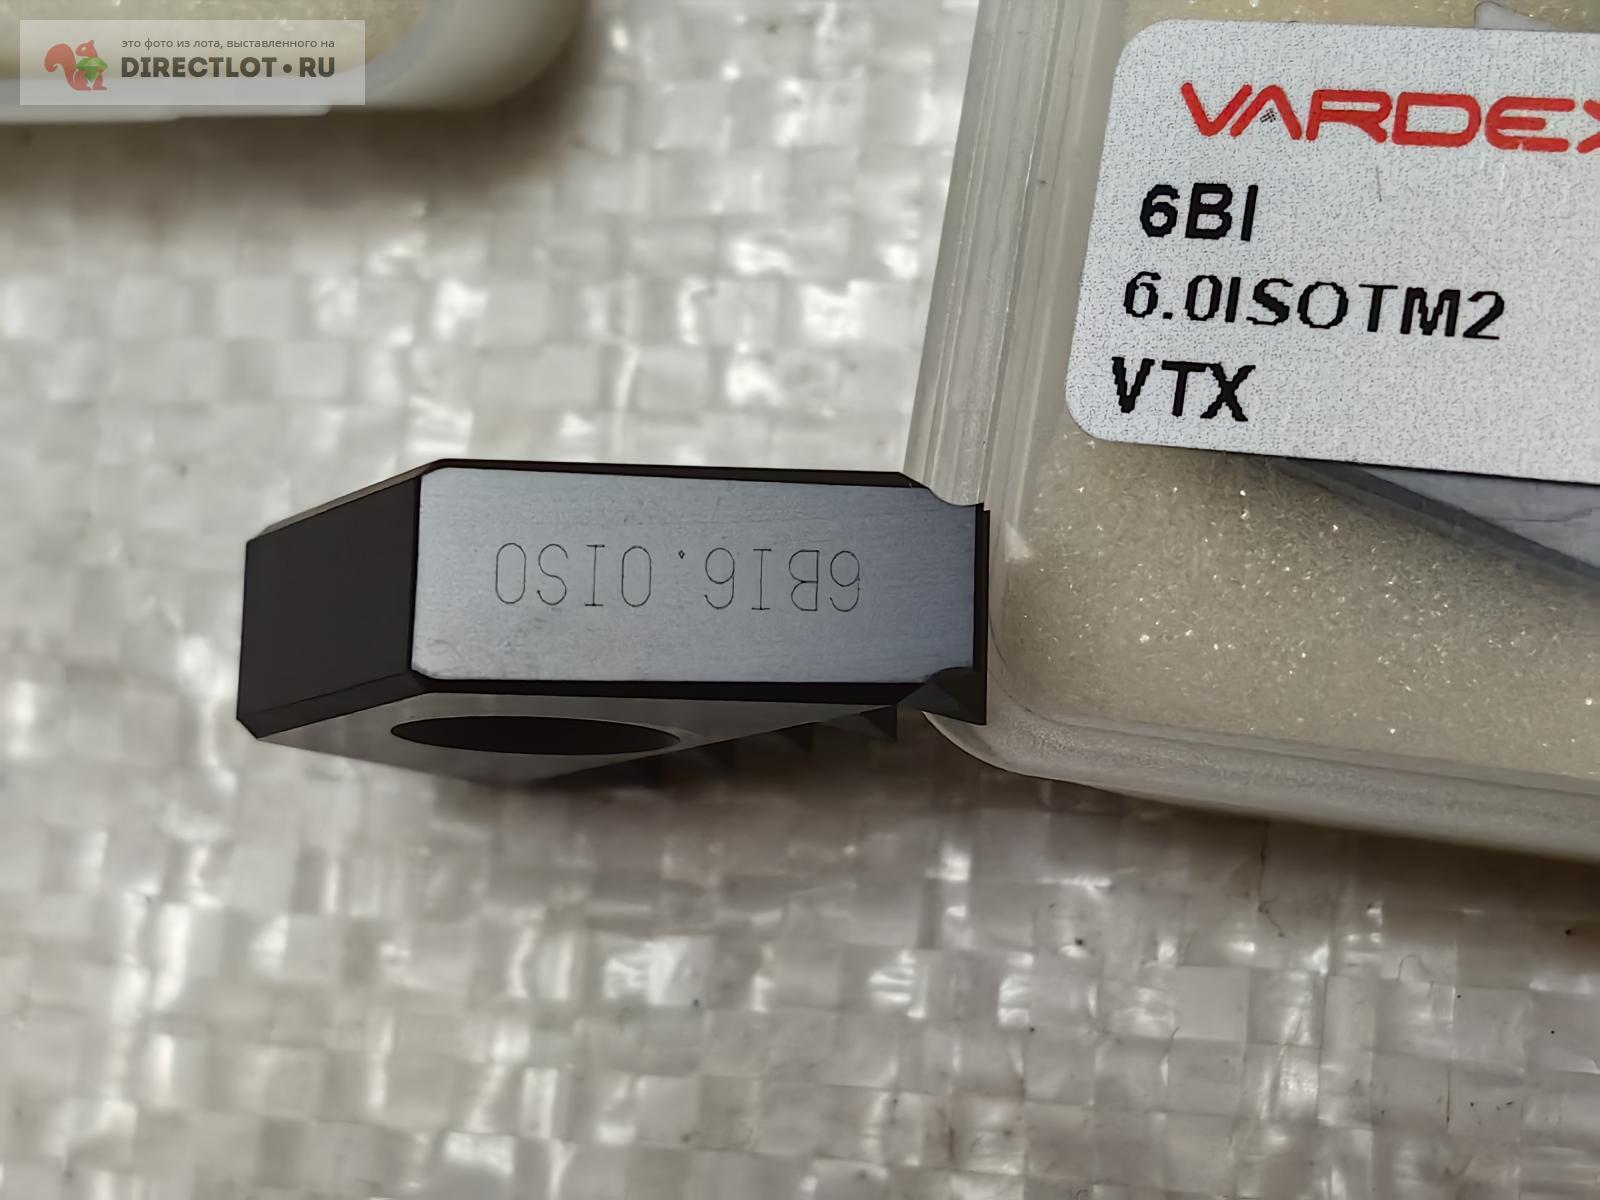 это фото из лота, выставленного на
DIRECTLOT•RU
VARDEX
6BI
6.0ISOTM2
VTX
6BI6.0ISO